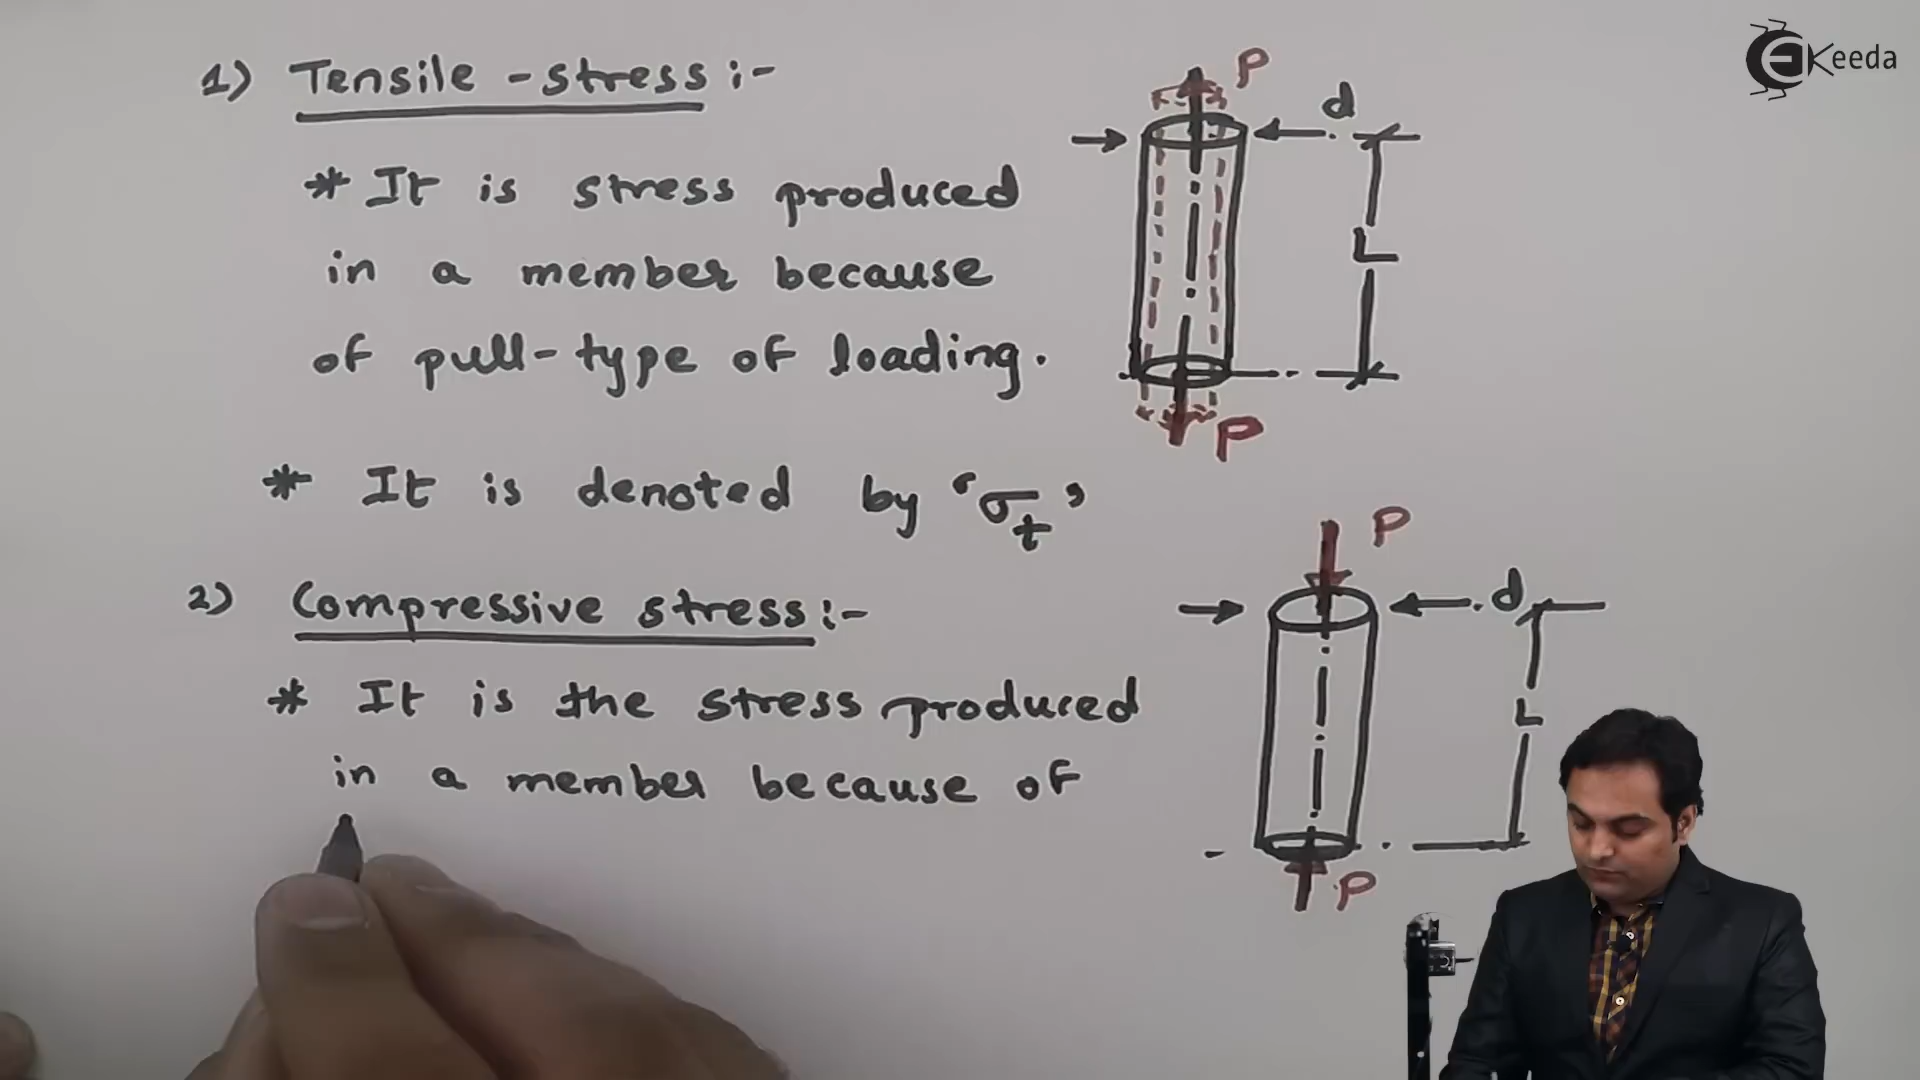 1) Tensile - stress :-
* It is stress produced
in a member because
of pull-type of loading.
* It is denoted by 'σt'
2) Compressive stress :-
* It is the stress produced
in a member because of
P
d
L
P
P
d
L
P
Keeda